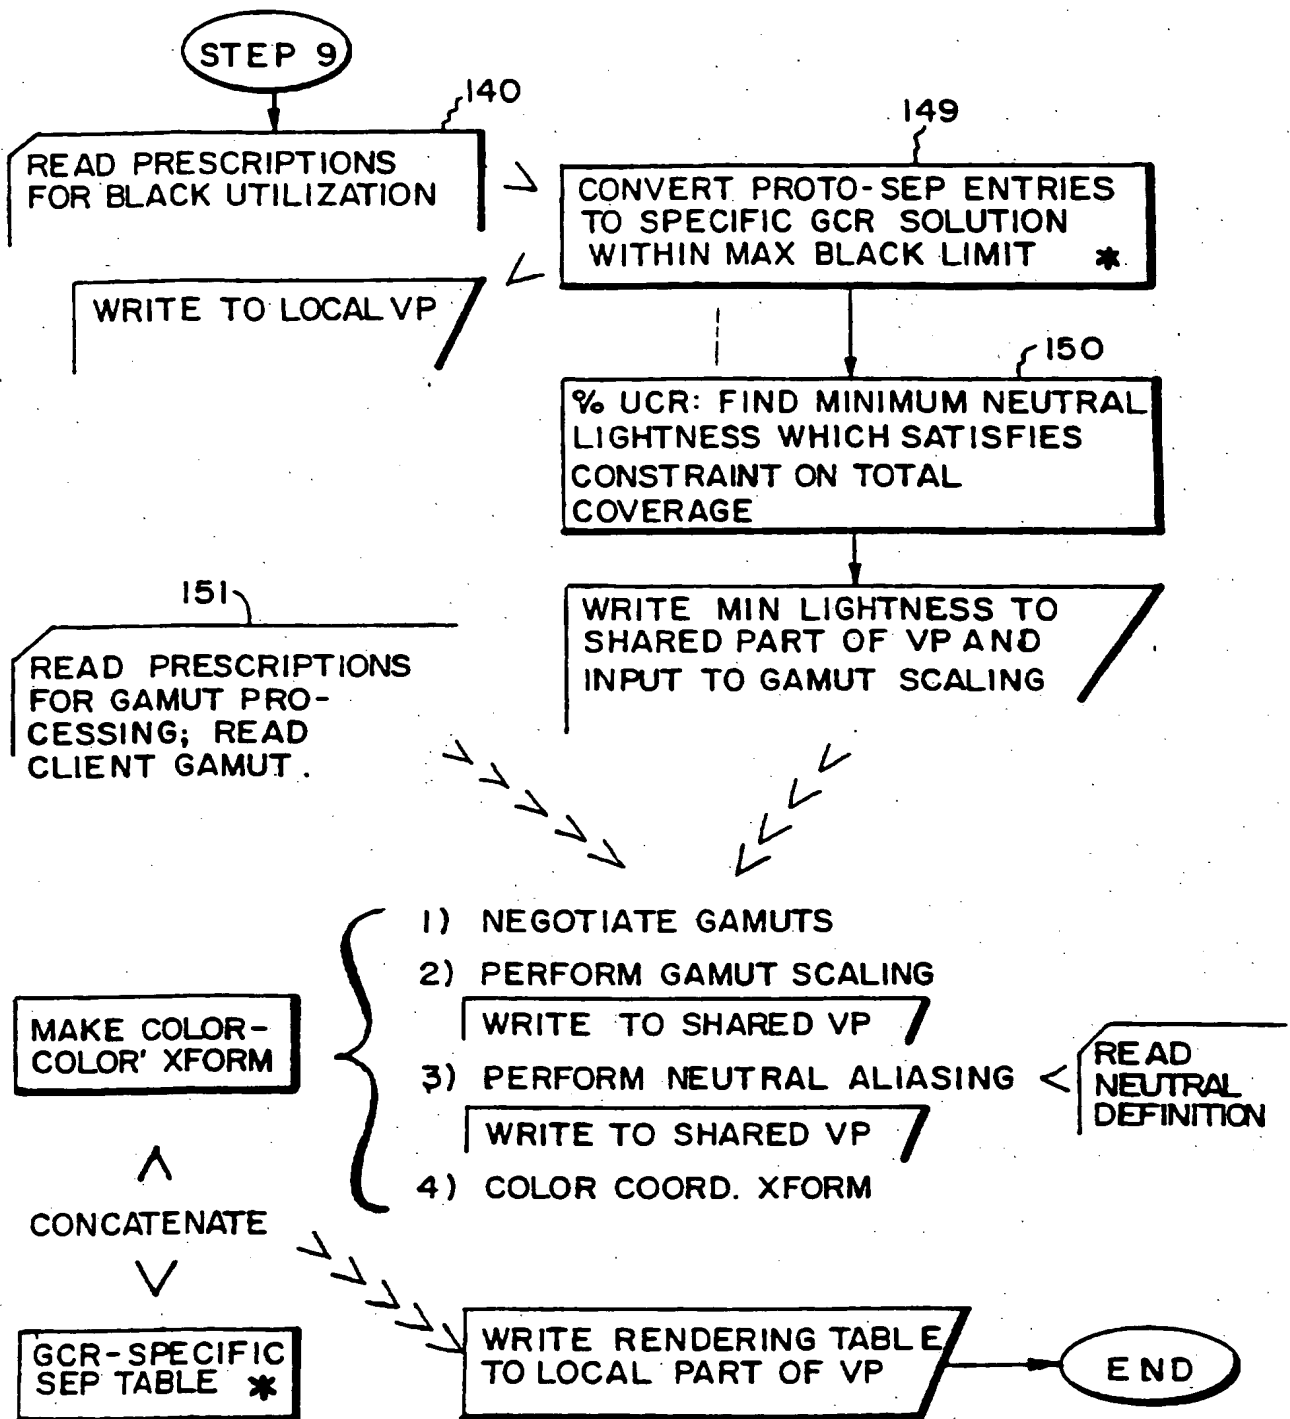 STEP 9
140
READ PRESCRIPTIONS
FOR BLACK UTILIZATION
149
CONVERT PROTO-SEP ENTRIES
TO SPECIFIC GCR SOLUTION
WITHIN MAX BLACK LIMIT *
WRITE TO LOCAL VP
150
% UCR: FIND MINIMUM NEUTRAL
LIGHTNESS WHICH SATISFIES
CONSTRAINT ON TOTAL
COVERAGE
WRITE MIN LIGHTNESS TO
SHARED PART OF VP AND
INPUT TO GAMUT SCALING
151
READ PRESCRIPTIONS
FOR GAMUT PRO-
CESSING; READ
CLIENT GAMUT.
1) NEGOTIATE GAMUTS
2) PERFORM GAMUT SCALING
WRITE TO SHARED VP
3) PERFORM NEUTRAL ALIASING
WRITE TO SHARED VP
4) COLOR COORD. XFORM
READ
NEUTRAL
DEFINITION
MAKE COLOR-
COLOR' XFORM
CONCATENATE
GCR-SPECIFIC
SEP TABLE *
WRITE RENDERING TABLE
TO LOCAL PART OF VP
END